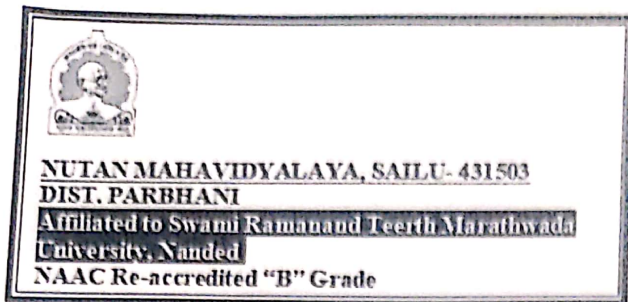 NUTAN MAHAVIDYALAYA, SAILU- 431503
DIST. PARBHANI
Affiliated to Swami Ramanand Teerth Marathwada
University, Nanded
NAAC Re-accredited “B” Grade